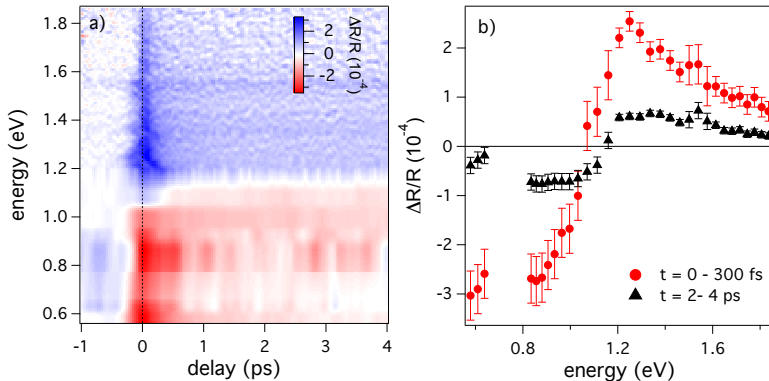 a)
1.8
1.6
1.4
1.2
1.0
0.8
0.6
energy (eV)
-1
0
1
2
3
4
delay (ps)
2
0
-2
ΔR/R (10⁻⁴)
b)
2
1
0
-1
-2
-3
ΔR/R (10⁻⁴)
0.8
1.2
1.6
energy (eV)
t = 0 - 300 fs
t = 2- 4 ps